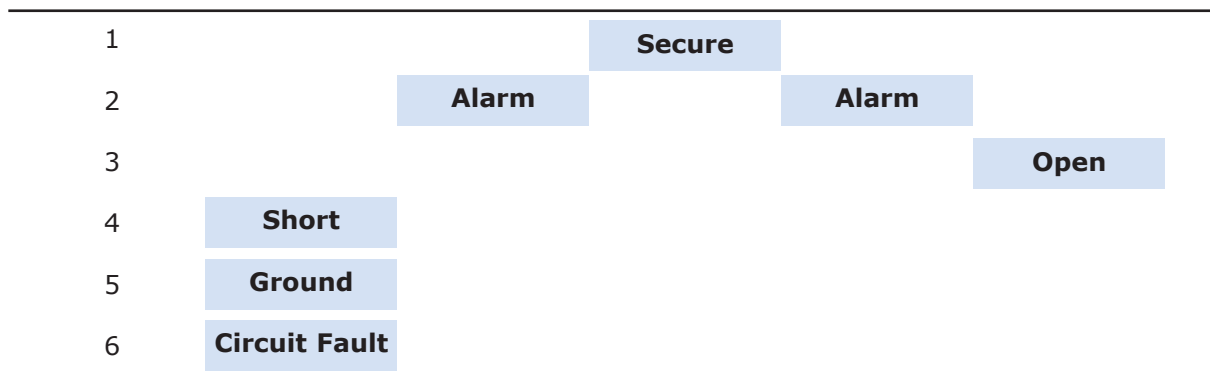 1 Secure
2 Alarm Alarm
3 Open
4 Short
5 Ground
6 Circuit Fault